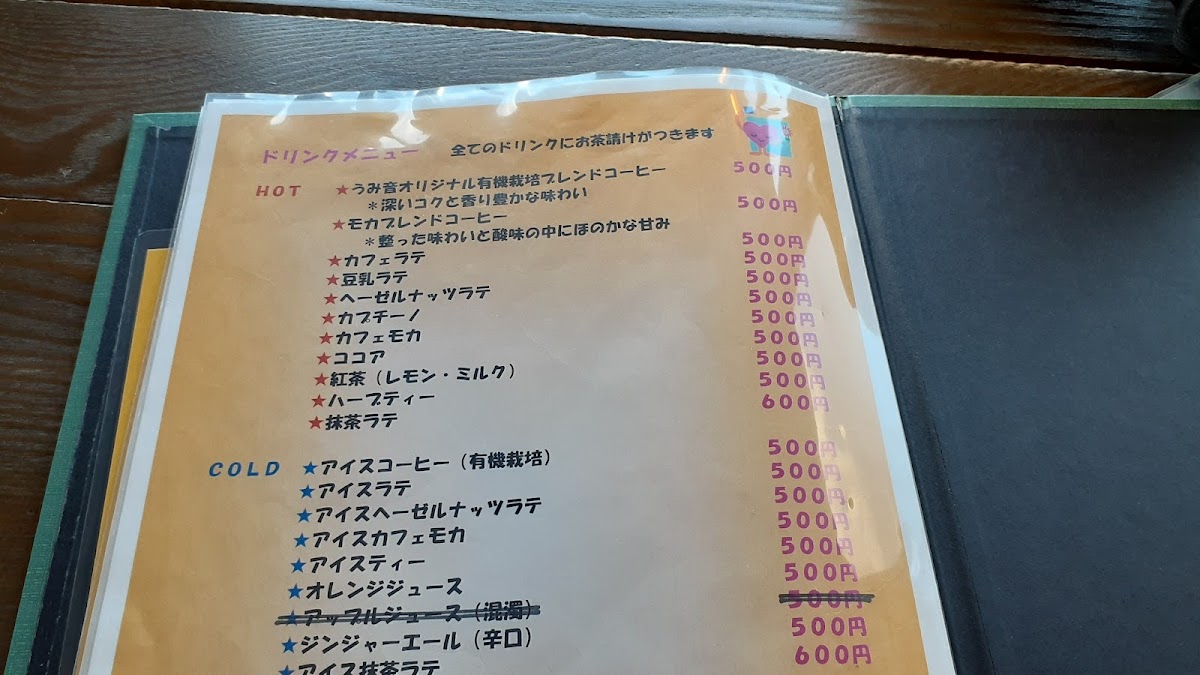 ドリンクメニュー 全てのドリンクにお茶請けがつきます
HOT ★うみ音オリジナル有機栽培ブレンドコーヒー 500円
＊深いコクと香り豊かな味わい
★モカブレンドコーヒー 500円
＊整った味わいと酸味の中にほのかな甘み
★カフェラテ 500円
★豆乳ラテ 500円
★ヘーゼルナッツラテ 500円
★カプチーノ 500円
★カフェモカ 500円
★ココア 500円
★紅茶（レモン・ミルク） 500円
★ハーブティー 500円
★抹茶ラテ 600円
COLD ★アイスコーヒー（有機栽培） 500円
★アイスラテ 500円
★アイスヘーゼルナッツラテ 500円
★アイスカフェモカ 500円
★アイスティー 500円
★オレンジジュース 500円
★アップルジュース（混濁） 500円
★ジンジャーエール（辛口） 500円
★アイス抹茶ラテ 600円